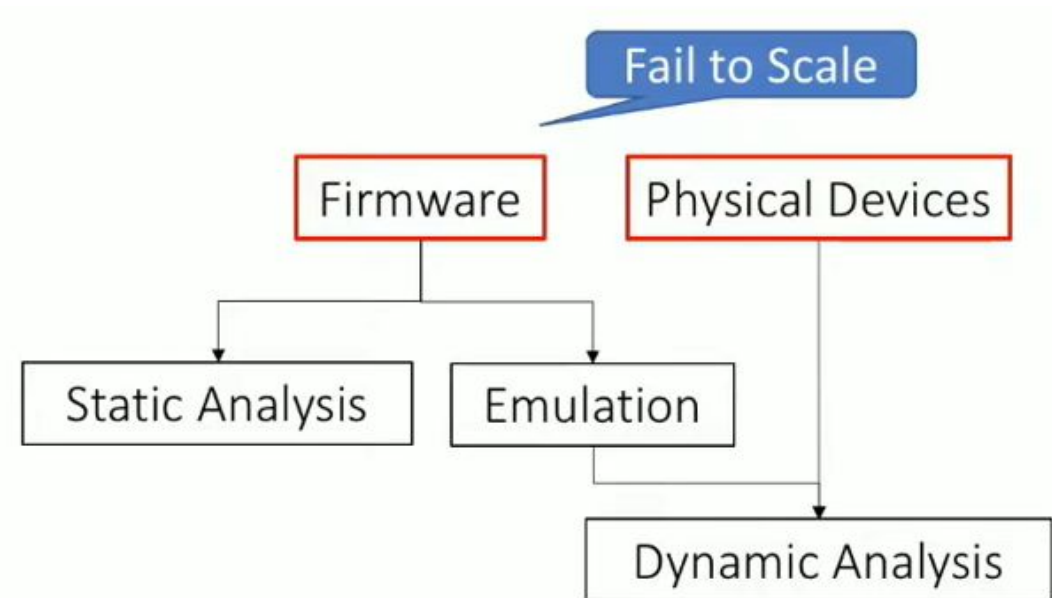 Fail to Scale
Firmware
Physical Devices
Static Analysis
Emulation
Dynamic Analysis